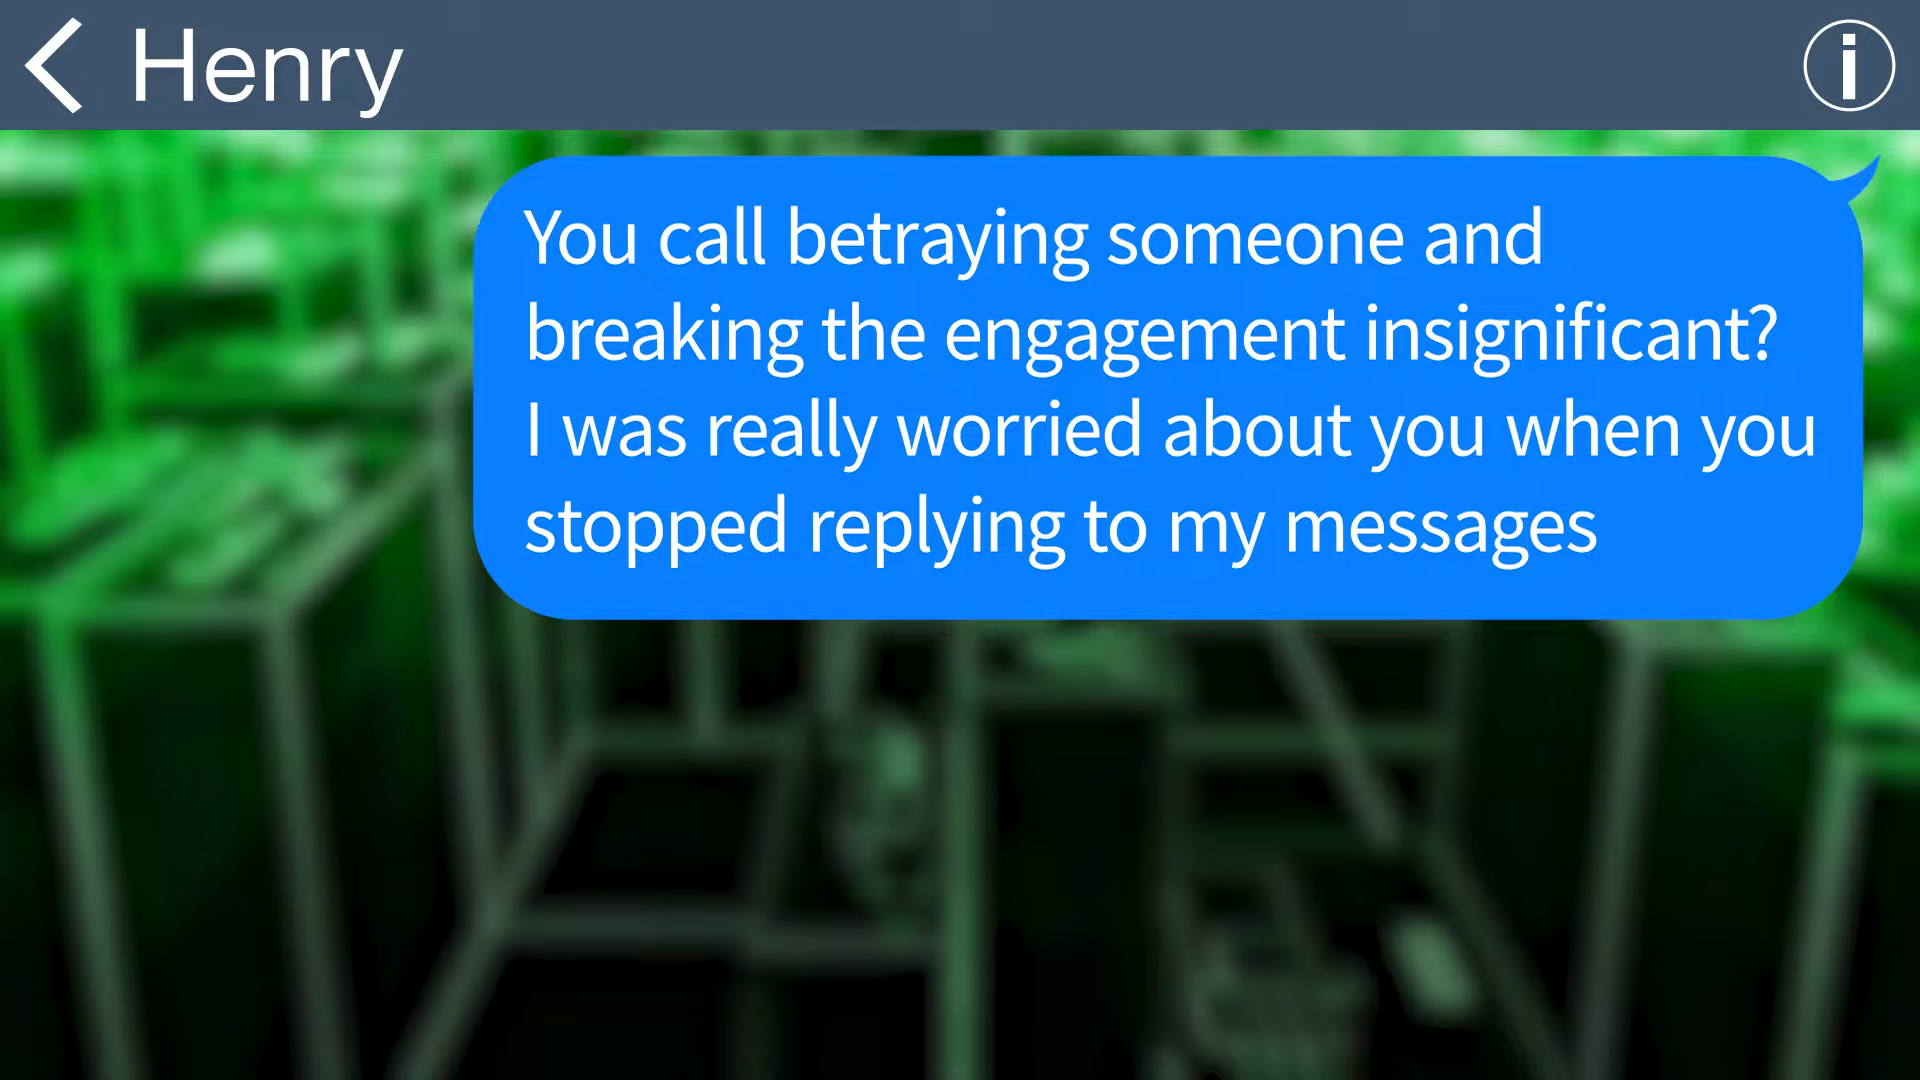 Henry
You call betraying someone and
breaking the engagement insignificant?
I was really worried about you when you
stopped replying to my messages